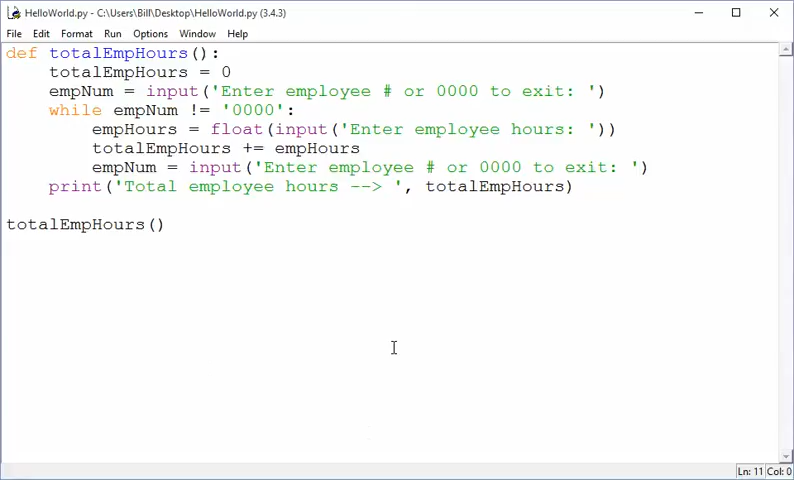 HelloWorld.py - C:\Users\Bill\Desktop\HelloWorld.py (3.4.3)
File Edit Format Run Options Window Help
def totalEmpHours():
    totalEmpHours = 0
    empNum = input('Enter employee # or 0000 to exit: ')
    while empNum != '0000':
        empHours = float(input('Enter employee hours: '))
        totalEmpHours += empHours
        empNum = input('Enter employee # or 0000 to exit: ')
    print('Total employee hours --> ', totalEmpHours)
totalEmpHours()
Ln: 11 Col: 0